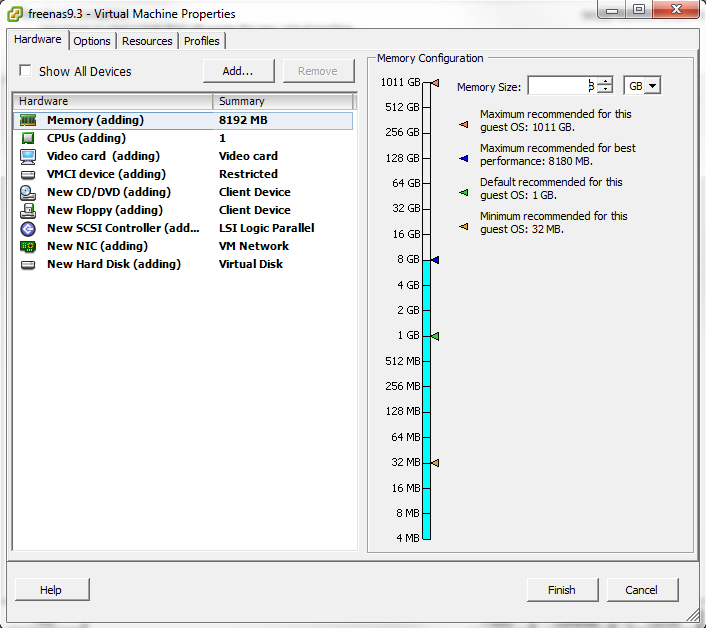 freenas9.3 - Virtual Machine Properties
Hardware Options Resources Profiles
Show All Devices Add... Remove
Hardware Summary
Memory (adding) 8192 MB
CPUs (adding) 1
Video card (adding) Video card
VMCI device (adding) Restricted
New CD/DVD (adding) Client Device
New Floppy (adding) Client Device
New SCSI Controller (add... LSI Logic Parallel
New NIC (adding) VM Network
New Hard Disk (adding) Virtual Disk
Memory Configuration
1011 GB
512 GB
256 GB
128 GB
64 GB
32 GB
16 GB
8 GB
4 GB
2 GB
1 GB
512 MB
256 MB
128 MB
64 MB
32 MB
16 MB
8 MB
4 MB
Memory Size: GB
Maximum recommended for this
guest OS: 1011 GB.
Maximum recommended for best
performance: 8180 MB.
Default recommended for this
guest OS: 1 GB.
Minimum recommended for this
guest OS: 32 MB.
Help Finish Cancel